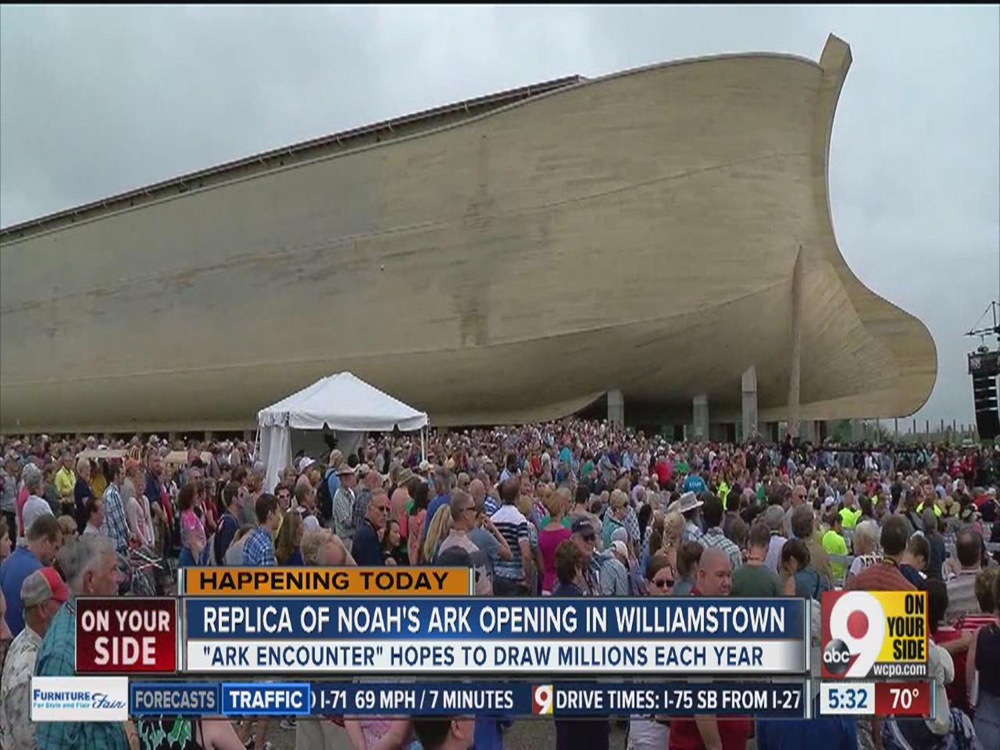 HAPPENING TODAY
ON YOUR
SIDE
REPLICA OF NOAH'S ARK OPENING IN WILLIAMSTOWN
"ARK ENCOUNTER" HOPES TO DRAW MILLIONS EACH YEAR
abc 9
ON
YOUR
SIDE
wcpo.com
FURNITURE Fair
For Style and Flair
FORECASTS
TRAFFIC
) I-71 69 MPH / 7 MINUTES 9 DRIVE TIMES: I-75 SB FROM I-27
5:32 70°